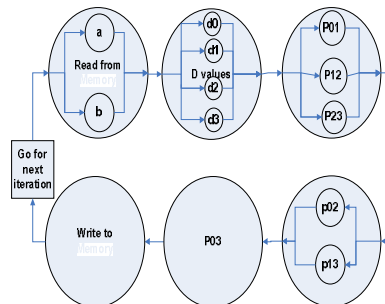 a
Read from
Memory
b
d0
d1
D values
d2
d3
P01
P12
P23
Go for
next
iteration
Write to
Memory
P03
p02
p13